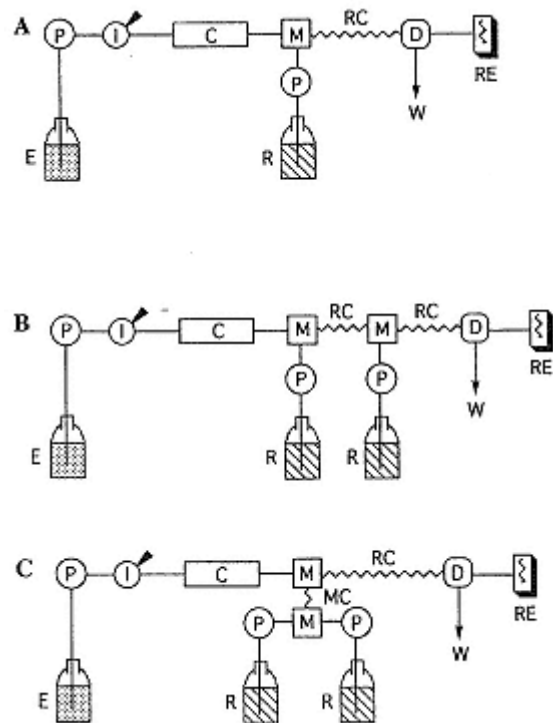 A
P I C M RC D
RE
P
W
E R
B
P I C M RC M RC D
RE
P P
W
E R R
C
P I C M RC D
MC
RE
P M P
W
E R R